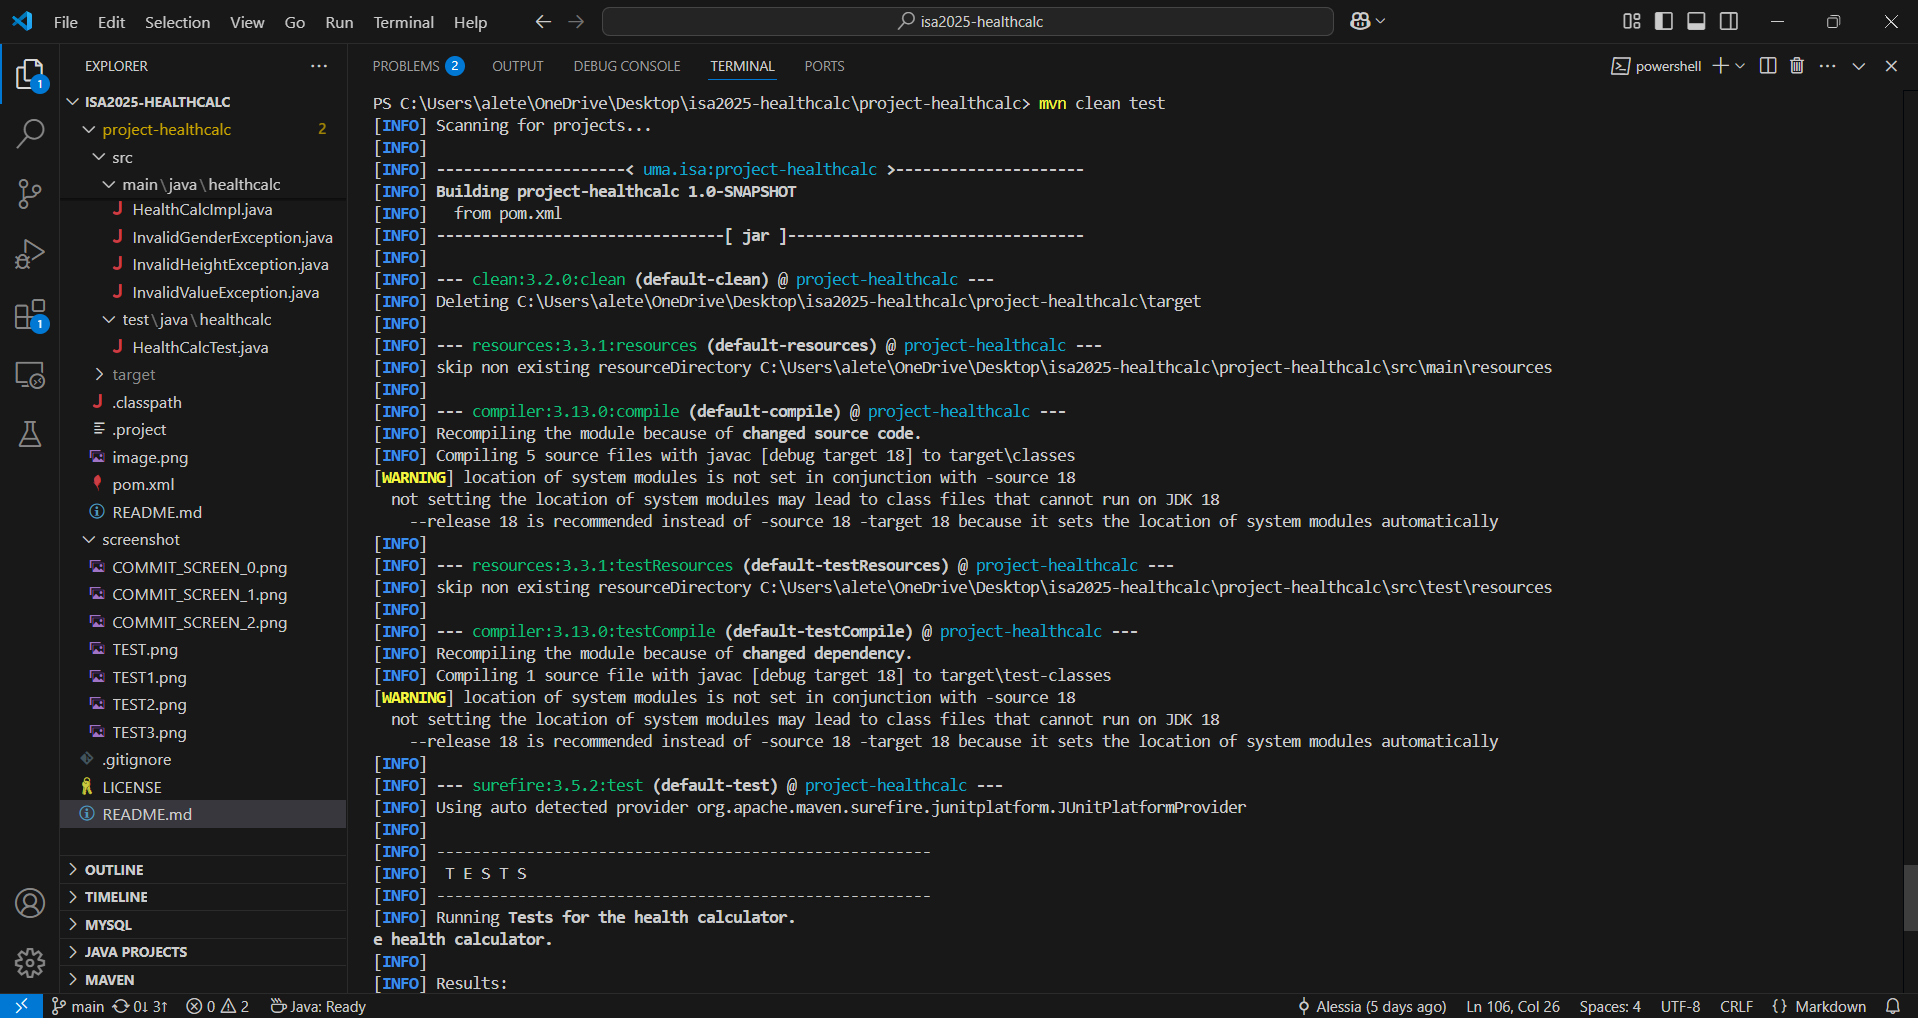 File Edit Selection View Go Run Terminal Help
isa2025-healthcalc
EXPLORER
ISA2025-HEALTHCALC
project-healthcalc 2
src
main\java\healthcalc
HealthCalcImpl.java
InvalidGenderException.java
InvalidHeightException.java
InvalidValueException.java
test\java\healthcalc
HealthCalcTest.java
target
.classpath
.project
image.png
pom.xml
README.md
screenshot
COMMIT_SCREEN_0.png
COMMIT_SCREEN_1.png
COMMIT_SCREEN_2.png
TEST.png
TEST1.png
TEST2.png
TEST3.png
.gitignore
LICENSE
README.md
OUTLINE
TIMELINE
MYSQL
JAVA PROJECTS
MAVEN
1
1
PROBLEMS 2 OUTPUT DEBUG CONSOLE TERMINAL PORTS
powershell
PS C:\Users\alete\OneDrive\Desktop\isa2025-healthcalc\project-healthcalc> mvn clean test
[INFO] Scanning for projects...
[INFO]
[INFO] ---------------------< uma.isa:project-healthcalc >---------------------
[INFO] Building project-healthcalc 1.0-SNAPSHOT
[INFO]   from pom.xml
[INFO] --------------------------------[ jar ]---------------------------------
[INFO]
[INFO] --- clean:3.2.0:clean (default-clean) @ project-healthcalc ---
[INFO] Deleting C:\Users\alete\OneDrive\Desktop\isa2025-healthcalc\project-healthcalc\target
[INFO]
[INFO] --- resources:3.3.1:resources (default-resources) @ project-healthcalc ---
[INFO] skip non existing resourceDirectory C:\Users\alete\OneDrive\Desktop\isa2025-healthcalc\project-healthcalc\src\main\resources
[INFO]
[INFO] --- compiler:3.13.0:compile (default-compile) @ project-healthcalc ---
[INFO] Recompiling the module because of changed source code.
[INFO] Compiling 5 source files with javac [debug target 18] to target\classes
[WARNING] location of system modules is not set in conjunction with -source 18
  not setting the location of system modules may lead to class files that cannot run on JDK 18
    --release 18 is recommended instead of -source 18 -target 18 because it sets the location of system modules automatically
[INFO]
[INFO] --- resources:3.3.1:testResources (default-testResources) @ project-healthcalc ---
[INFO] skip non existing resourceDirectory C:\Users\alete\OneDrive\Desktop\isa2025-healthcalc\project-healthcalc\src\test\resources
[INFO]
[INFO] --- compiler:3.13.0:testCompile (default-testCompile) @ project-healthcalc ---
[INFO] Recompiling the module because of changed dependency.
[INFO] Compiling 1 source file with javac [debug target 18] to target\test-classes
[WARNING] location of system modules is not set in conjunction with -source 18
  not setting the location of system modules may lead to class files that cannot run on JDK 18
    --release 18 is recommended instead of -source 18 -target 18 because it sets the location of system modules automatically
[INFO]
[INFO] --- surefire:3.5.2:test (default-test) @ project-healthcalc ---
[INFO] Using auto detected provider org.apache.maven.surefire.junitplatform.JUnitPlatformProvider
[INFO]
[INFO] -------------------------------------------------------
[INFO]  T E S T S
[INFO] -------------------------------------------------------
[INFO] Running Tests for the health calculator.
e health calculator.
[INFO]
[INFO] Results:
main 0↓ 3↑ 0 2 Java: Ready
Alessia (5 days ago) Ln 106, Col 26 Spaces: 4 UTF-8 CRLF {} Markdown